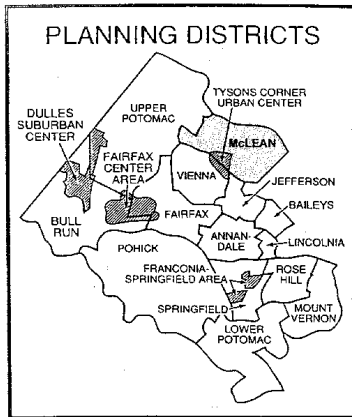 PLANNING DISTRICTS
DULLES
SUBURBAN
CENTER
UPPER
POTOMAC
TYSONS CORNER
URBAN CENTER
McLEAN
FAIRFAX
CENTER
AREA
VIENNA
JEFFERSON
BAILEYS
BULL
RUN
FAIRFAX
ANNAN-
DALE
LINCOLNIA
POHICK
FRANCONIA-
SPRINGFIELD AREA
ROSE
HILL
SPRINGFIELD
MOUNT
VERNON
LOWER
POTOMAC